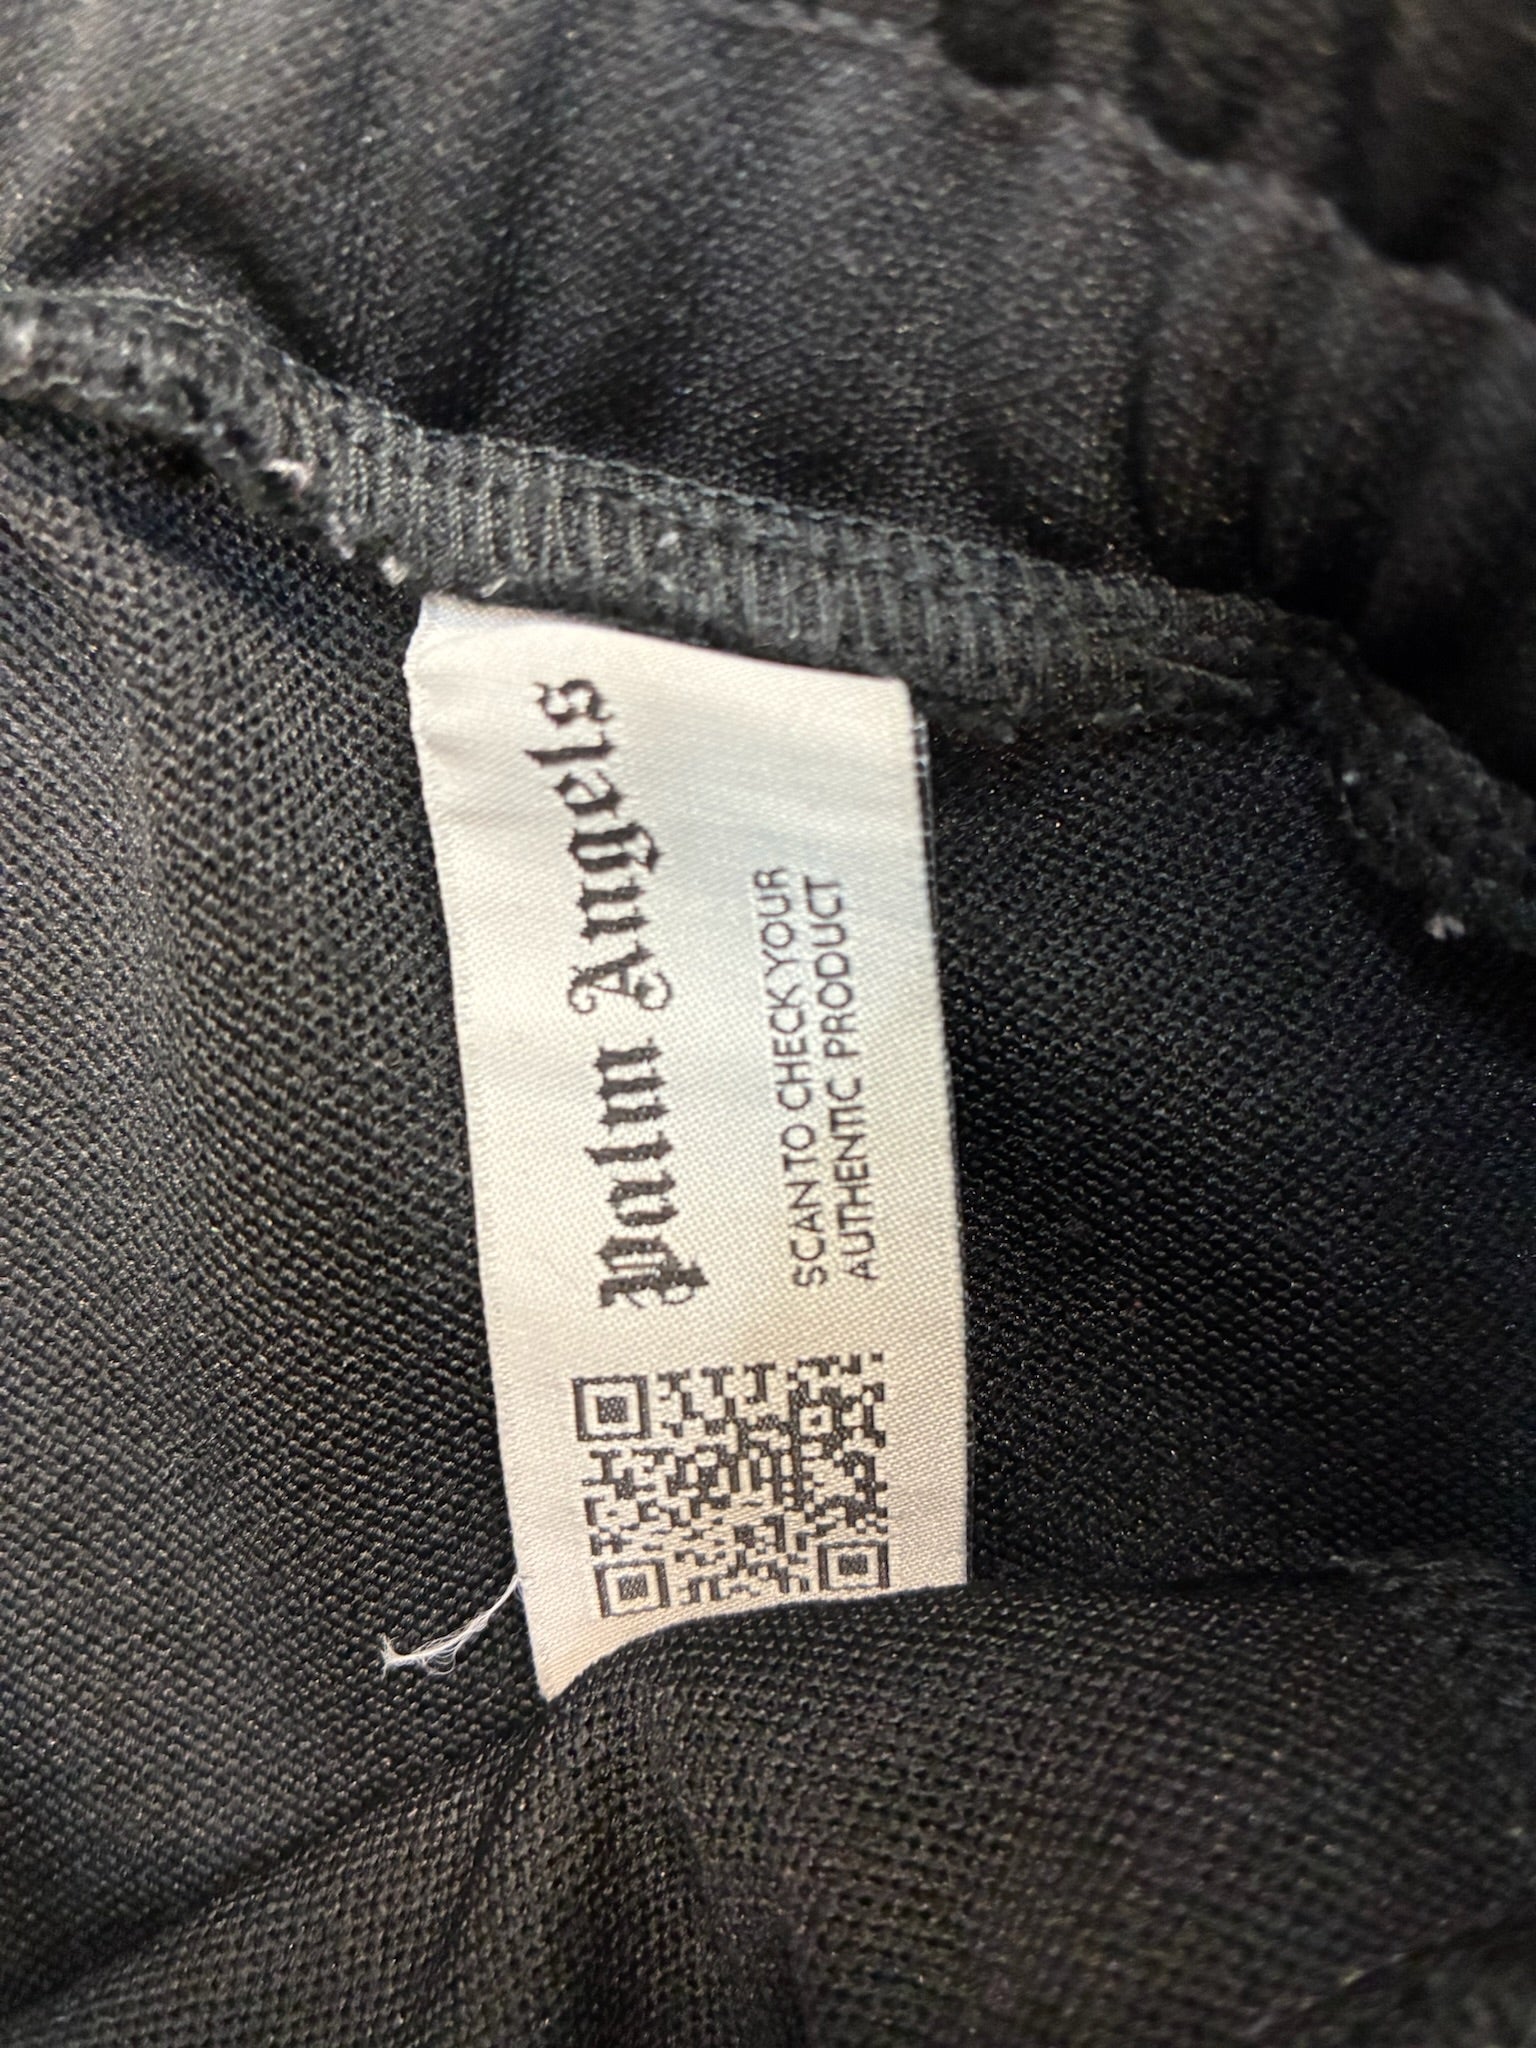 Palm Angels
SCAN TO CHECK YOUR
AUTHENTIC PRODUCT